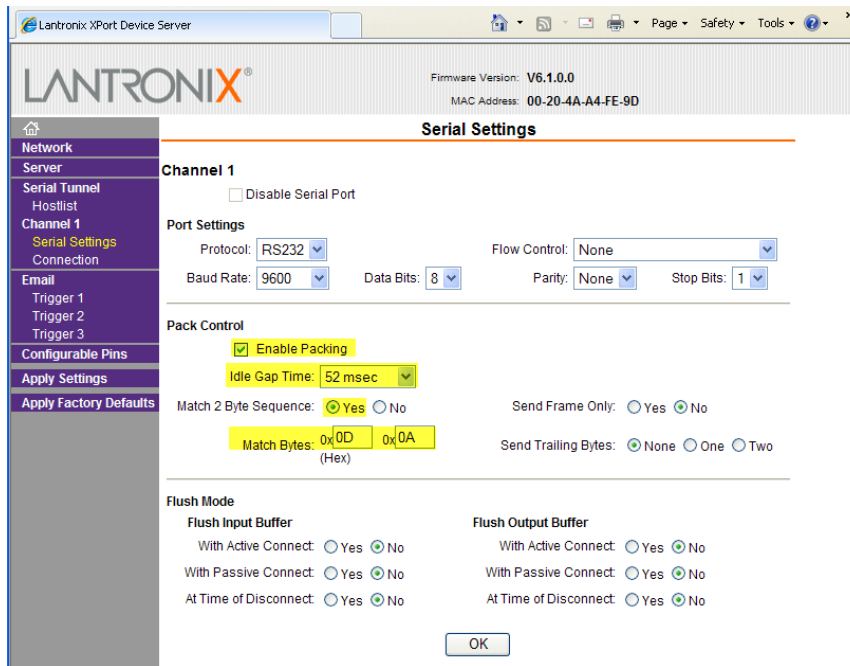 Lantronix XPort Device Server
Page Safety Tools
LANTRONIX®
Firmware Version: V6.1.0.0
MAC Address: 00-20-4A-A4-FE-9D
Network
Server
Serial Tunnel
Hostlist
Channel 1
Serial Settings
Connection
Email
Trigger 1
Trigger 2
Trigger 3
Configurable Pins
Apply Settings
Apply Factory Defaults
Serial Settings
Channel 1
Disable Serial Port
Port Settings
Protocol: RS232 Flow Control: None
Baud Rate: 9600 Data Bits: 8 Parity: None Stop Bits: 1
Pack Control
Enable Packing
Idle Gap Time: 52 msec
Match 2 Byte Sequence: Yes No Send Frame Only: Yes No
Match Bytes: 0x 0D 0x 0A Send Trailing Bytes: None One Two
(Hex)
Flush Mode
Flush Input Buffer Flush Output Buffer
With Active Connect: Yes No With Active Connect: Yes No
With Passive Connect: Yes No With Passive Connect: Yes No
At Time of Disconnect: Yes No At Time of Disconnect: Yes No
OK